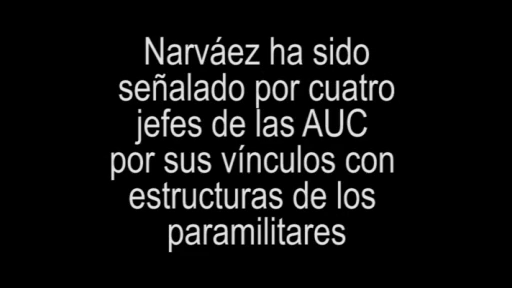 Narváez ha sido
señalado por cuatro
jefes de las AUC
por sus vínculos con
estructuras de los
paramilitares